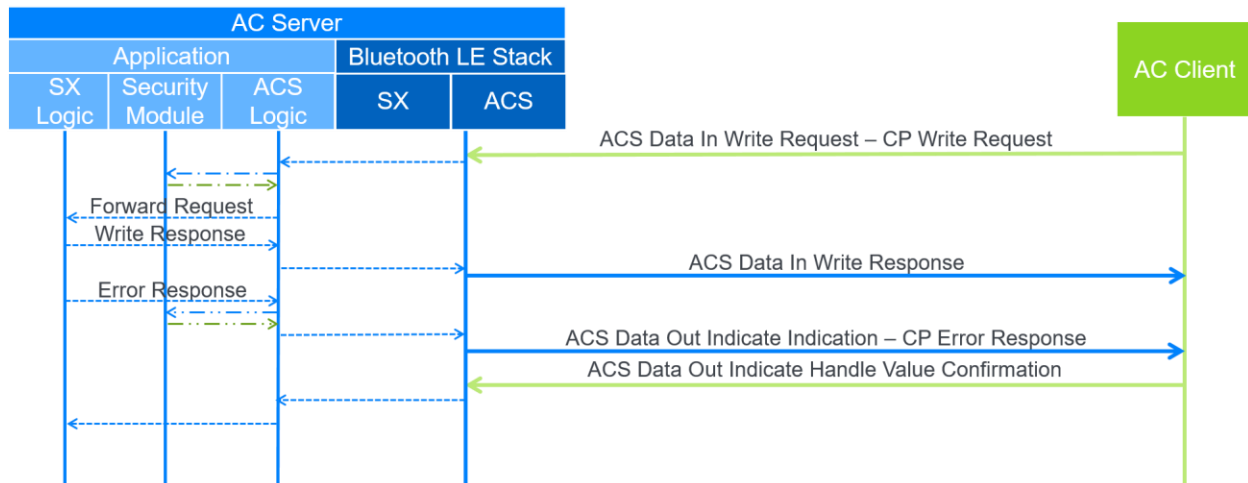 AC Server
Application
Bluetooth LE Stack
AC Client
SX
Logic
Security
Module
ACS
Logic
SX
ACS
ACS Data In Write Request – CP Write Request
Forward Request
Write Response
ACS Data In Write Response
Error Response
ACS Data Out Indicate Indication – CP Error Response
ACS Data Out Indicate Handle Value Confirmation